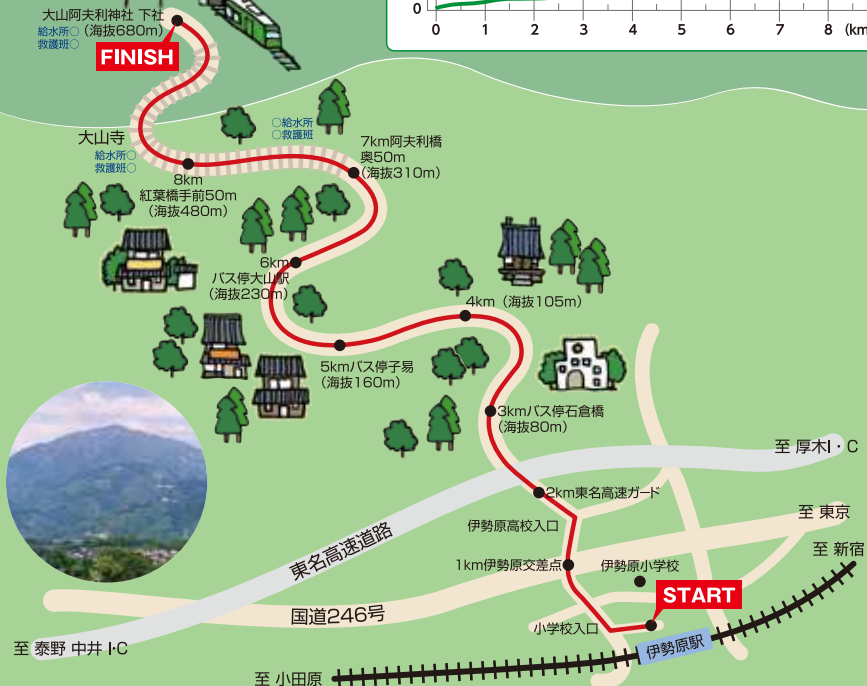 大山阿夫利神社 下社
給水所○
救護班○
（海抜680m）
FINISH
0
0 1 2 3 4 5 6 7 8 (km
大山寺
給水所○
救護班○
○給水所
○救護班
7km阿夫利橋
奥50m
（海抜310m）
8km
紅葉橋手前50m
（海抜480m）
6km
バス停大山駅
（海抜230m）
4km（海抜105m）
5kmバス停子易
（海抜160m）
3kmバス停石倉橋
（海抜80m）
至 厚木I・C
2km東名高速ガード
至 東京
伊勢原高校入口
東名高速道路
至 新宿
1km伊勢原交差点
伊勢原小学校
START
国道246号
小学校入口
伊勢原駅
至 泰野 中井 I・C
至 小田原